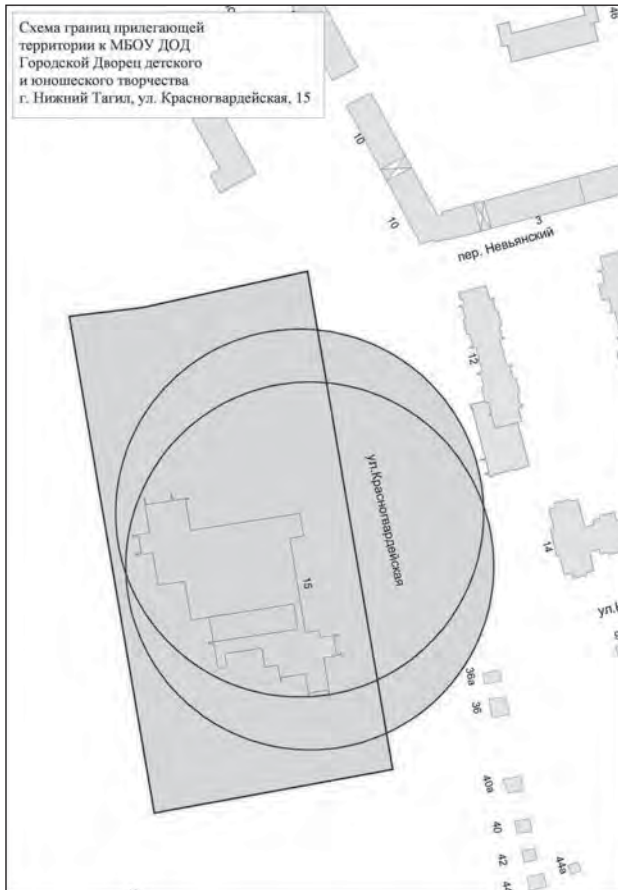 Схема границ прилегающей
территории к МБОУ ДОД
Городской Дворец детского
и юношеского творчества
г. Нижний Тагил, ул. Красногвардейская, 15
46
10
10
3
пер. Невьянский
12
ул.Красногвардейская
14
15
36а
36
40а
40
42
44а